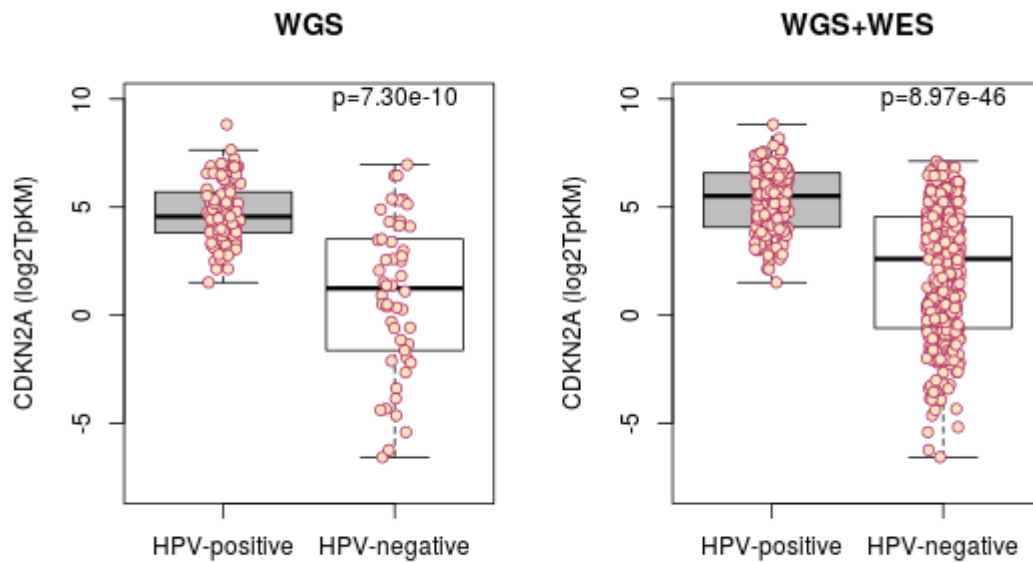 WGS
p=7.30e-10
CDKN2A (log2TpKM)
10
5
0
-5
HPV-positive HPV-negative
WGS+WES
p=8.97e-46
CDKN2A (log2TpKM)
10
5
0
-5
HPV-positive HPV-negative